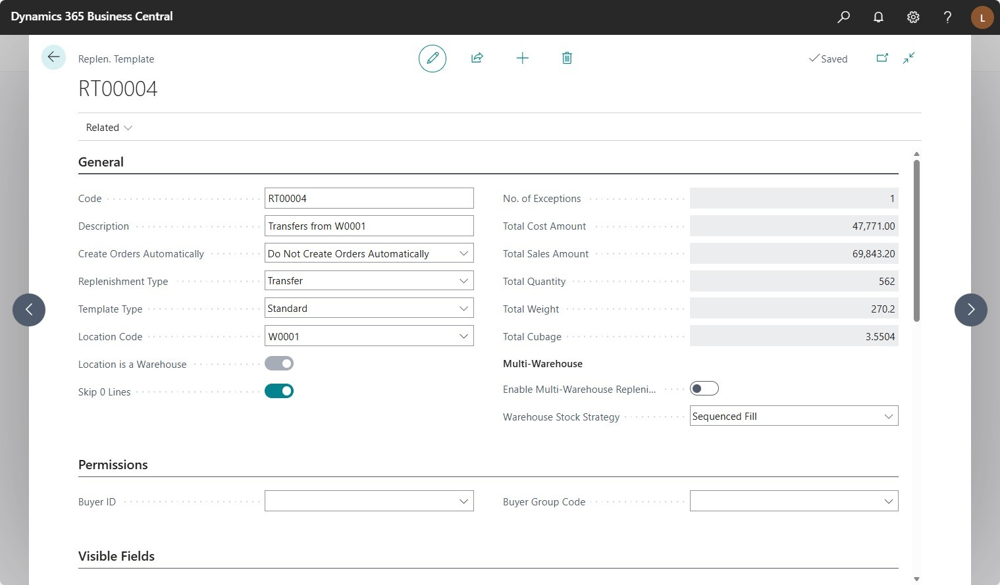 Dynamics 365 Business Central
L
Replen. Template
Saved
RT00004
Related
General
Code
RT00004
Description
Transfers from W0001
Create Orders Automatically
Do Not Create Orders Automatically
Replenishment Type
Transfer
Template Type
Standard
Location Code
W0001
Location is a Warehouse
Skip 0 Lines
No. of Exceptions
1
Total Cost Amount
47,771.00
Total Sales Amount
69,843.20
Total Quantity
562
Total Weight
270.2
Total Cubage
3.5504
Multi-Warehouse
Enable Multi-Warehouse Repleni...
Warehouse Stock Strategy
Sequenced Fill
Permissions
Buyer ID
Buyer Group Code
Visible Fields